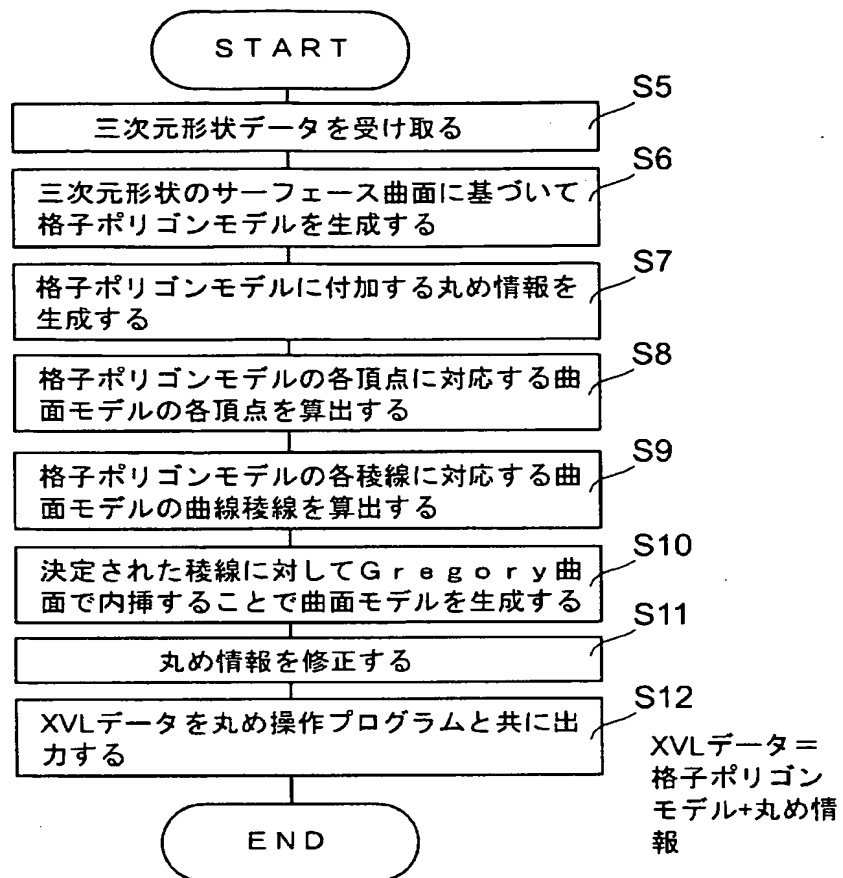 START
S5
三次元形状データを受け取る
S6
三次元形状のサーフェース曲面に基づいて
格子ポリゴンモデルを生成する
S7
格子ポリゴンモデルに付加する丸め情報を
生成する
S8
格子ポリゴンモデルの各頂点に対応する曲
面モデルの各頂点を算出する
S9
格子ポリゴンモデルの各稜線に対応する曲
面モデルの曲線稜線を算出する
S10
決定された稜線に対してGregory曲
面で内挿することで曲面モデルを生成する
S11
丸め情報を修正する
S12
XVLデータを丸め操作プログラムと共に出
力する
XVLデータ＝
格子ポリゴン
モデル+丸め情
報
END